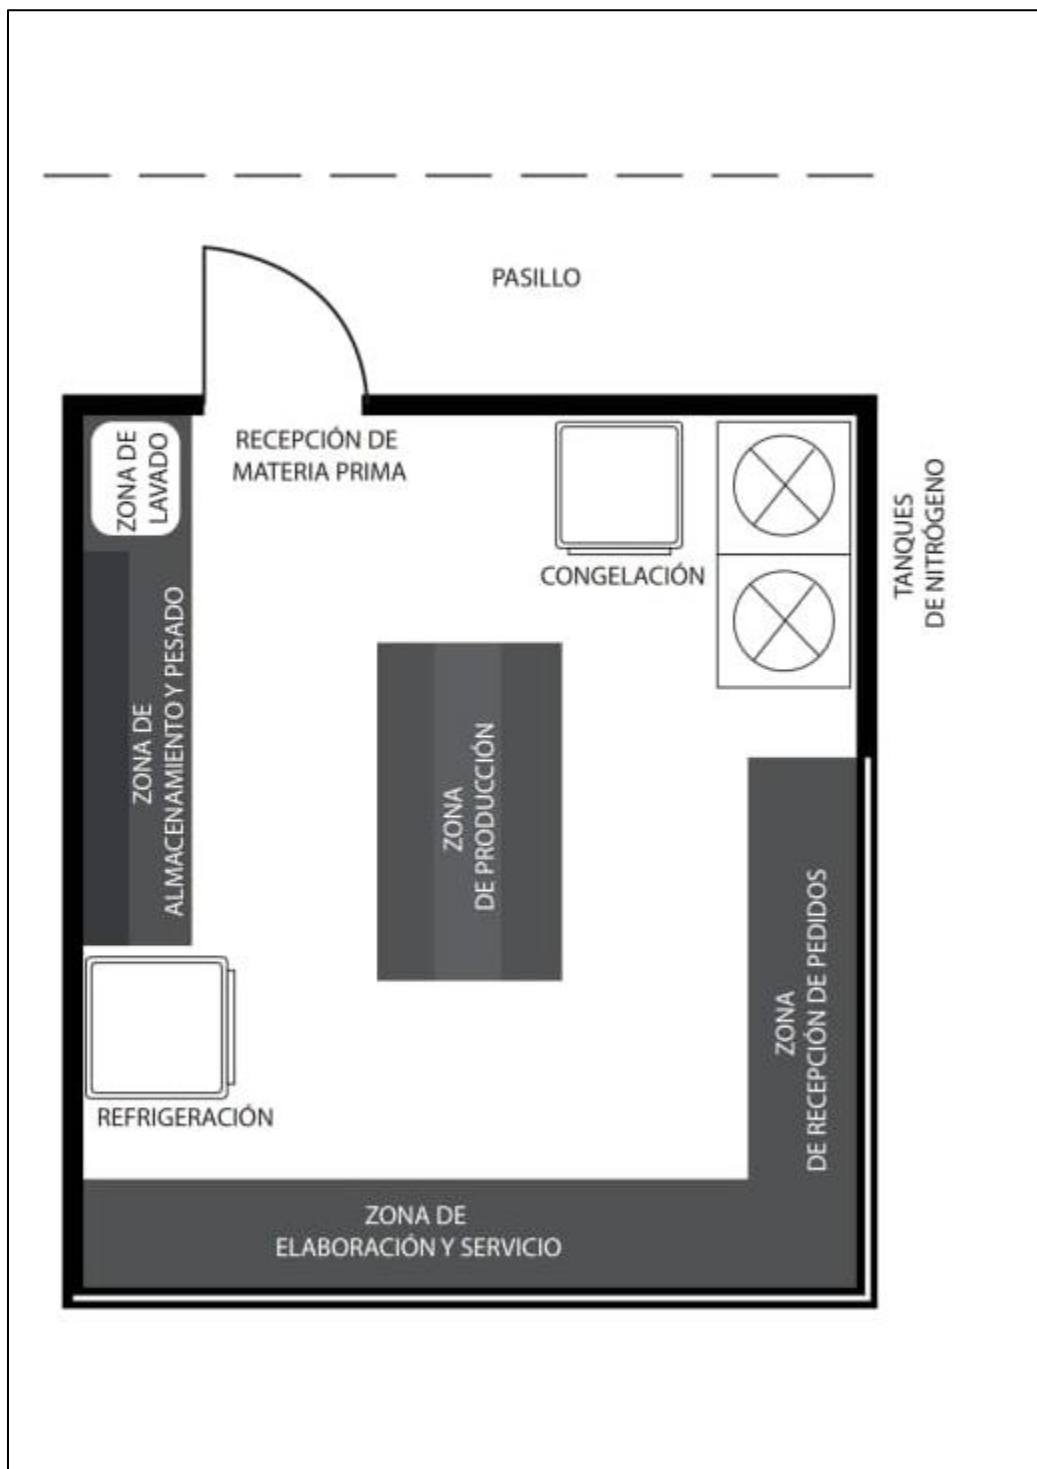 PASILLO
RECEPCIÓN DE
MATERIA PRIMA
ZONA DE
LAVADO
CONGELACIÓN
TANQUES
DE NITRÓGENO
ZONA DE
ALMACENAMIENTO Y PESADO
ZONA
DE PRODUCCIÓN
ZONA
DE RECEPCIÓN DE PEDIDOS
REFRIGERACIÓN
ZONA DE
ELABORACIÓN Y SERVICIO